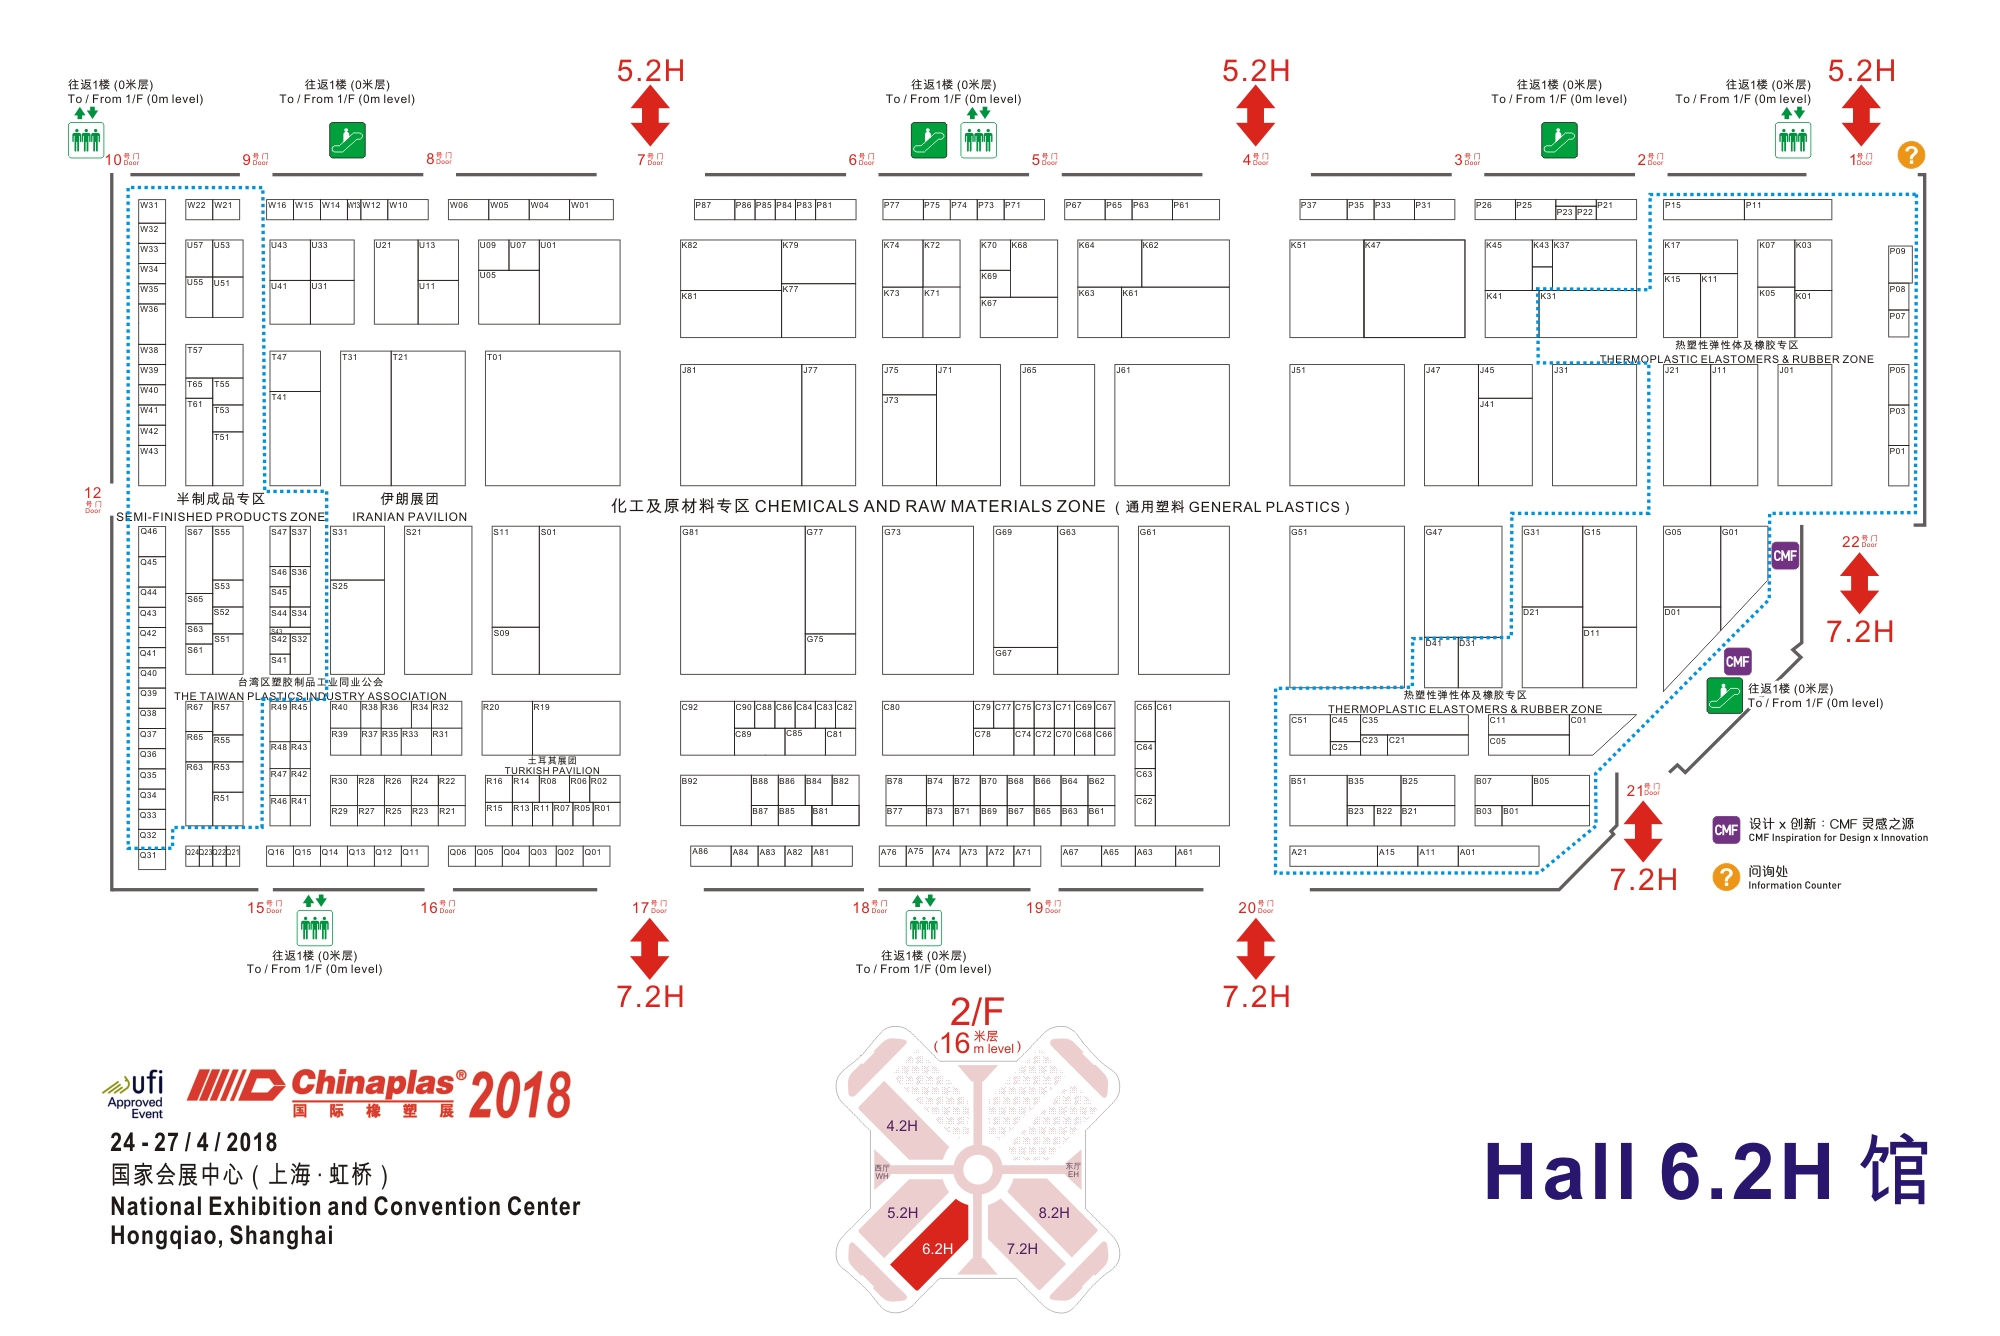 5.2H
5.2H
5.2H
往返1楼 (0米层)
To / From 1/F (0m level)
往返1楼 (0米层)
To / From 1/F (0m level)
往返1楼 (0米层)
To / From 1/F (0m level)
往返1楼 (0米层)
To / From 1/F (0m level)
往返1楼 (0米层)
To / From 1/F (0m level)
10号门 Door
9号门 Door
8号门 Door
7号门 Door
6号门 Door
5号门 Door
4号门 Door
3号门 Door
2号门 Door
1号门 Door
?
W31 W22 W21 W16 W15 W14 W13 W12 W10 W06 W05 W04 W01 P87 P86 P85 P84 P83 P81 P77 P75 P74 P73 P71 P67 P65 P63 P61 P37 P35 P33 P31 P26 P25 P23 P22 P21 P15 P11
W32
W33 U57 U53 U43 U33 U21 U13 U09 U07 U01 K82 K79 K74 K72 K70 K68 K64 K62 K51 K47 K45 K43 K37 K17 K07 K03 P09
W34 U05 K69
W35 U55 U51 U41 U31 U11 K81 K77 K73 K71 K67 K63 K61 K41 K31 K15 K11 K05 K01 P08
W36 P07
热塑性弹性体及橡胶专区
THERMOPLASTIC ELASTOMERS & RUBBER ZONE
W38 T57 T47 T31 T21 T01
W39 J81 J77 J75 J71 J65 J61 J51 J47 J45 J31 J21 J11 J01 P05
W40 T65 T55 T41
W41 T61 T53 J73 J41 P03
W42 T51
W43 P01
12号门 Door
半制成品专区
SEMI-FINISHED PRODUCTS ZONE
伊朗展团
IRANIAN PAVILION
化工及原材料专区 CHEMICALS AND RAW MATERIALS ZONE ( 通用塑料 GENERAL PLASTICS )
Q46 S67 S55 S47 S37 S31 S21 S11 S01 G81 G77 G73 G69 G63 G61 G51 G47 G31 G15 G05 G01
CMF
22号门 Door
Q45 S46 S36
Q44 S65 S53 S45 S25
Q43 S52 S44 S34 D21 D01
Q42 S63 S51 S43 S42 S32 S09 G75 D11
7.2H
Q41 S61 S41 G67 D41 D31
CMF
Q40
台湾区塑胶制品工业同业公会
THE TAIWAN PLASTICS INDUSTRY ASSOCIATION
热塑性弹性体及橡胶专区
THERMOPLASTIC ELASTOMERS & RUBBER ZONE
往返1楼 (0米层)
To / From 1/F (0m level)
Q39
Q38 R67 R57 R49 R45 R40 R38 R36 R34 R32 R20 R19 C92 C90 C88 C86 C84 C83 C82 C80 C79 C77 C75 C73 C71 C69 C67 C65 C61 C51 C45 C35 C11 C01
Q37 R65 R55 R48 R43 R39 R37 R35 R33 R31 C89 C85 C81 C78 C74 C72 C70 C68 C66 C64 C25 C23 C21 C05
土耳其展团
TURKISH PAVILION
Q36 R63 R53 R47 R42 R30 R28 R26 R24 R22 R16 R14 R08 R06 R02 B92 B88 B86 B84 B82 B78 B74 B72 B70 B68 B66 B64 B62 C63 B51 B35 B25 B07 B05
Q35
Q34 R51 R46 R41 R29 R27 R25 R23 R21 R15 R13 R11 R07 R05 R01 B87 B85 B81 B77 B73 B71 B69 B67 B65 B63 B61 C62 B23 B22 B21 B03 B01
Q33
Q32
21号门 Door
Q31 Q24 Q23 Q22 Q21 Q16 Q15 Q14 Q13 Q12 Q11 Q06 Q05 Q04 Q03 Q02 Q01 A86 A84 A83 A82 A81 A76 A75 A74 A73 A72 A71 A67 A65 A63 A61 A21 A15 A11 A01
7.2H
CMF
设计 x 创新：CMF 灵感之源
CMF Inspiration for Design x Innovation
?
问询处
Information Counter
15号门 Door
16号门 Door
17号门 Door
18号门 Door
19号门 Door
20号门 Door
往返1楼 (0米层)
To / From 1/F (0m level)
往返1楼 (0米层)
To / From 1/F (0m level)
7.2H
7.2H
2/F
(16米层 m level)
4.2H
西厅 WH
东厅 EH
5.2H
8.2H
6.2H
7.2H
ufi
Approved
Event
Chinaplas® 2018
国际橡塑展
24 - 27 / 4 / 2018
国家会展中心 ( 上海 · 虹桥 )
National Exhibition and Convention Center
Hongqiao, Shanghai
Hall 6.2H 馆